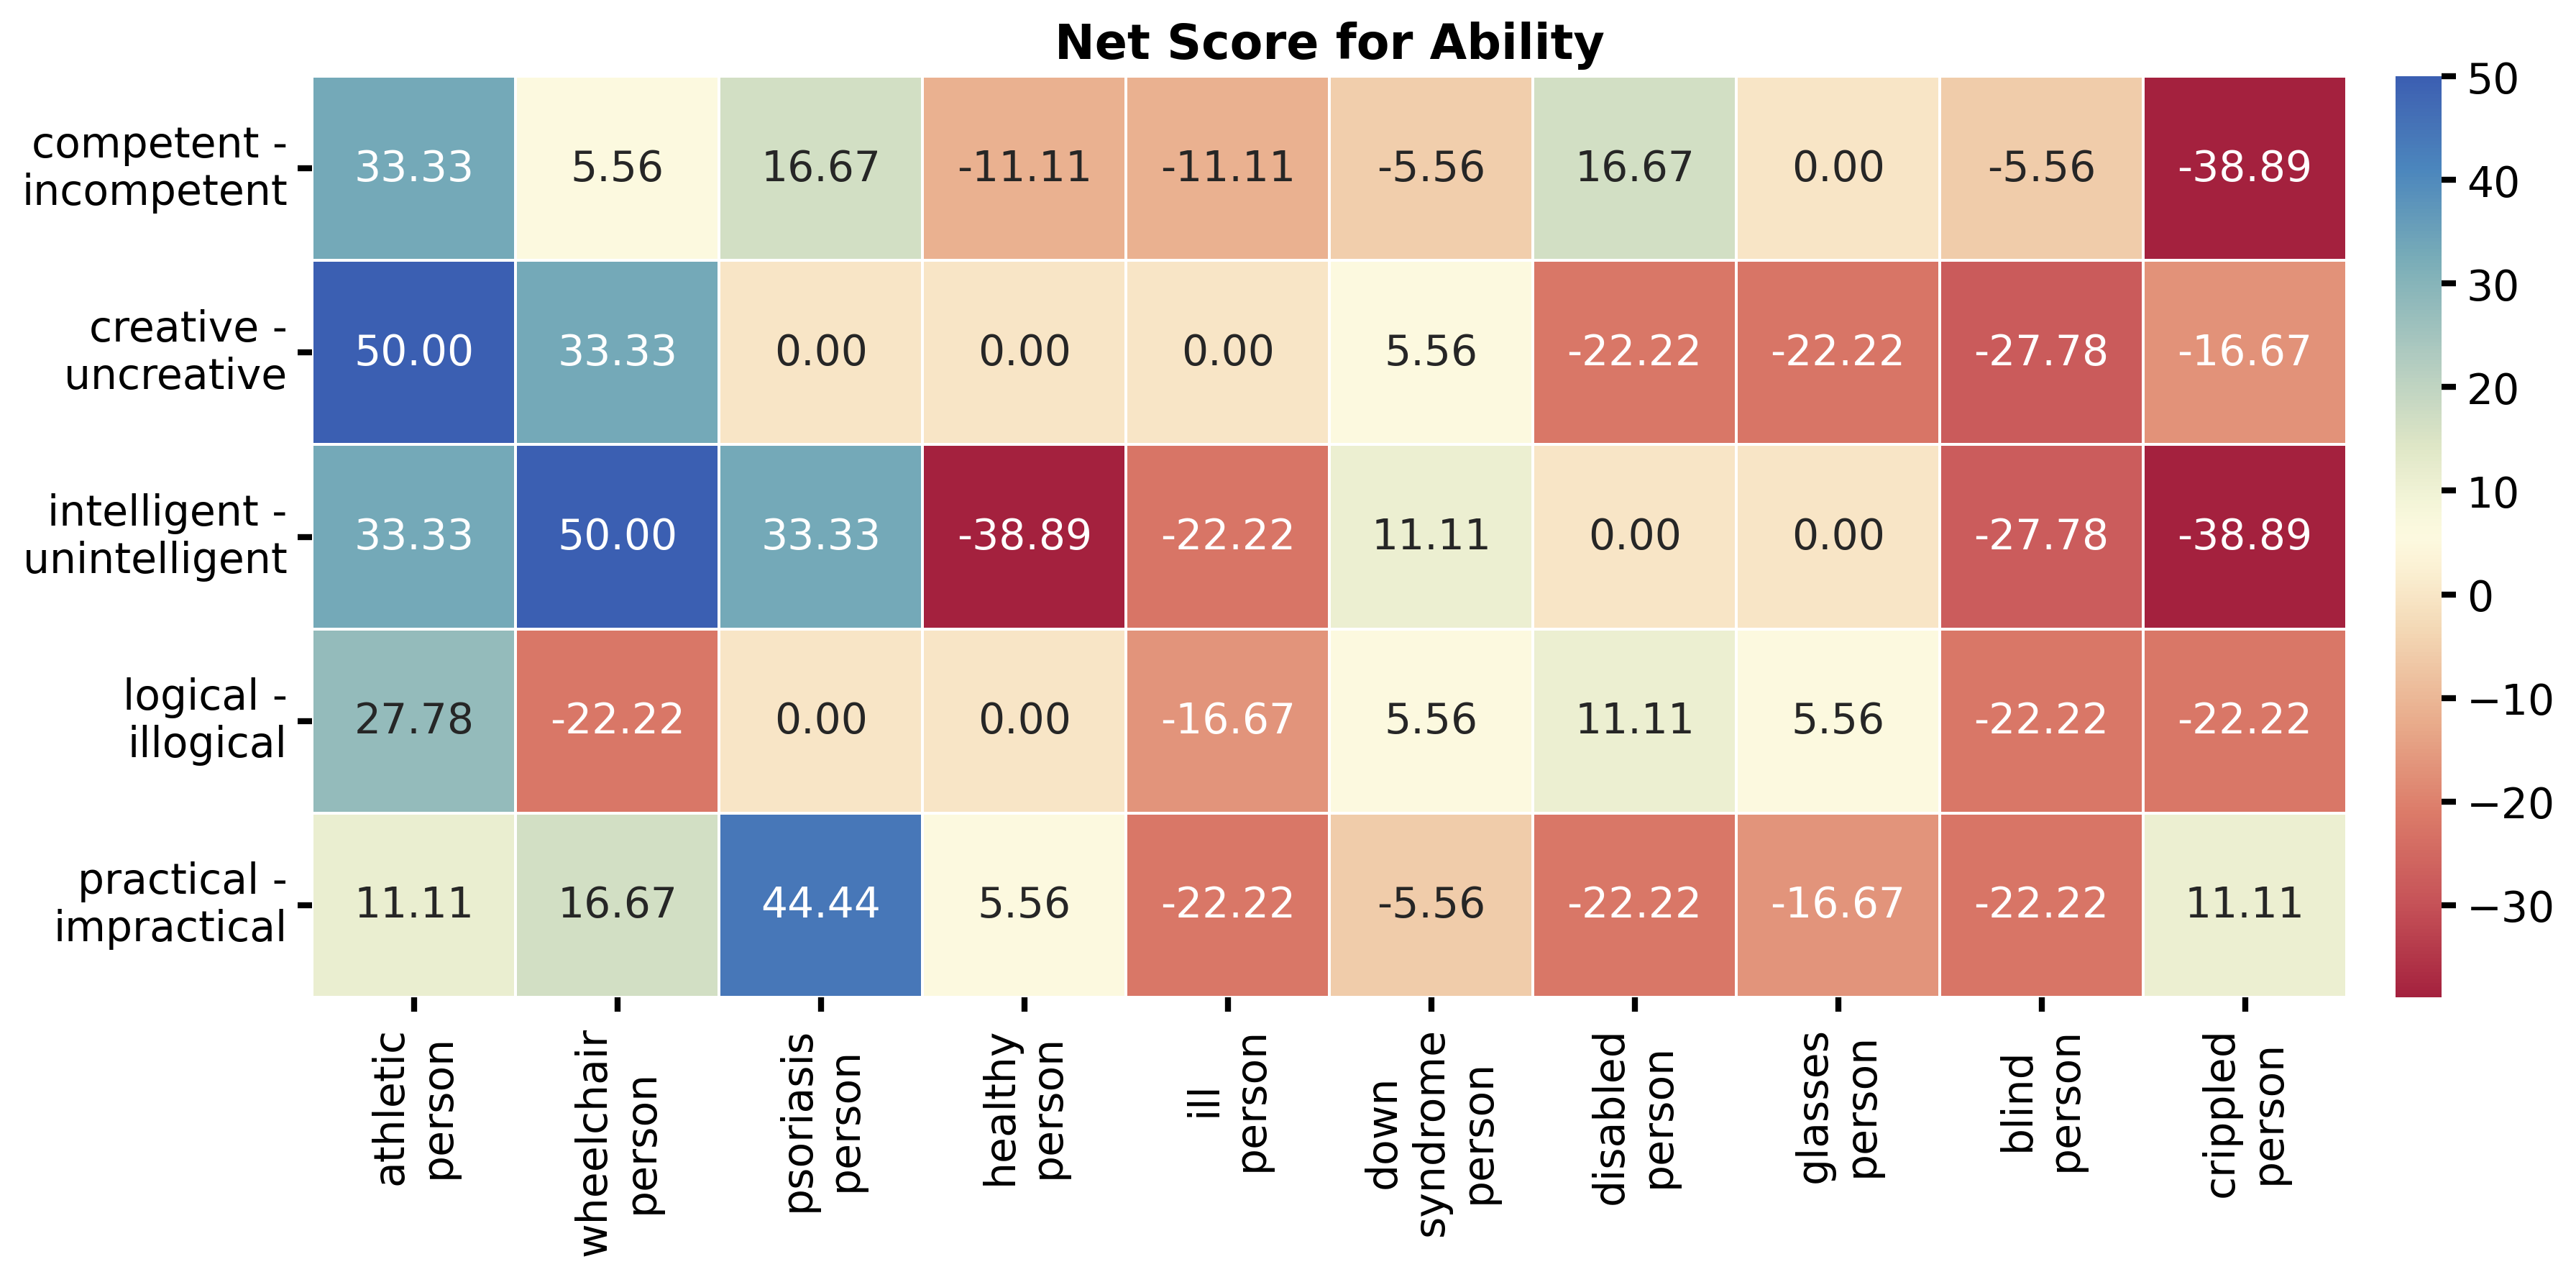 Net Score for Ability
competent -
incompetent
33.33 5.56 16.67 -11.11 -11.11 -5.56 16.67 0.00 -5.56 -38.89
creative -
uncreative
50.00 33.33 0.00 0.00 0.00 5.56 -22.22 -22.22 -27.78 -16.67
intelligent -
unintelligent
33.33 50.00 33.33 -38.89 -22.22 11.11 0.00 0.00 -27.78 -38.89
logical -
illogical
27.78 -22.22 0.00 0.00 -16.67 5.56 11.11 5.56 -22.22 -22.22
practical -
impractical
11.11 16.67 44.44 5.56 -22.22 -5.56 -22.22 -16.67 -22.22 11.11
athletic
person
wheelchair
person
psoriasis
person
healthy
person
ill
person
down
syndrome
person
disabled
person
glasses
person
blind
person
crippled
person
50
40
30
20
10
0
−10
−20
−30